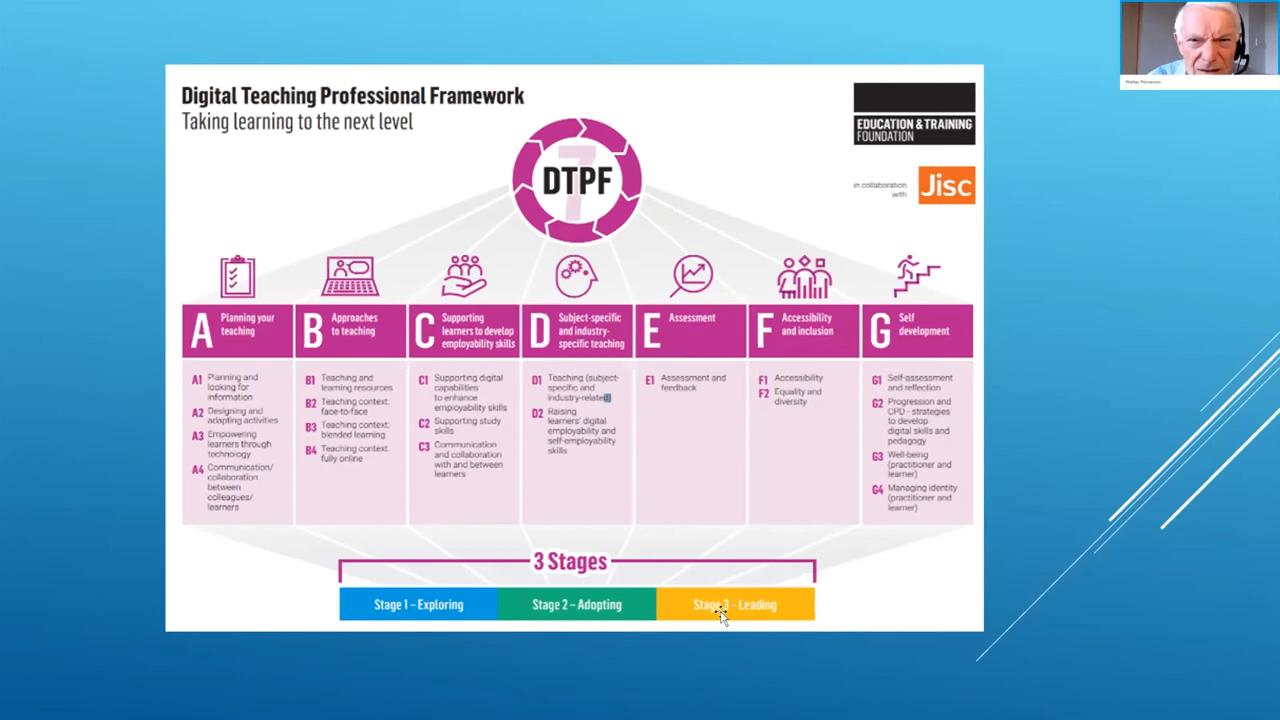 Digital Teaching Professional Framework
Taking learning to the next level
7
DTPF
EDUCATION & TRAINING
FOUNDATION
in collaboration
with
Jisc
Walter Patterson
A
Planning your
teaching
B
Approaches
to teaching
C
Supporting
learners to develop
employability skills
D
Subject-specific
and industry-
specific teaching
E
Assessment
F
Accessibility
and inclusion
G
Self
development
A1 Planning and
looking for
information
A2 Designing and
adapting activities
A3 Empowering
learners through
technology
A4 Communication/
collaboration
between
colleagues/
learners
B1 Teaching and
learning resources
B2 Teaching context:
face-to-face
B3 Teaching context:
blended learning
B4 Teaching context:
fully online
C1 Supporting digital
capabilities
to enhance
employability skills
C2 Supporting study
skills
C3 Communication
and collaboration
with and between
learners
D1 Teaching (subject-
specific and
industry-related)
D2 Raising
learners' digital
employability and
self-employability
skills
E1 Assessment and
feedback
F1 Accessibility
F2 Equality and
diversity
G1 Self-assessment
and reflection
G2 Progression and
CPD - strategies
to develop
digital skills and
pedagogy
G3 Well-being
(practitioner and
learner)
G4 Managing identity
(practitioner and
learner)
3 Stages
Stage 1 – Exploring
Stage 2 – Adopting
Stage 3 – Leading